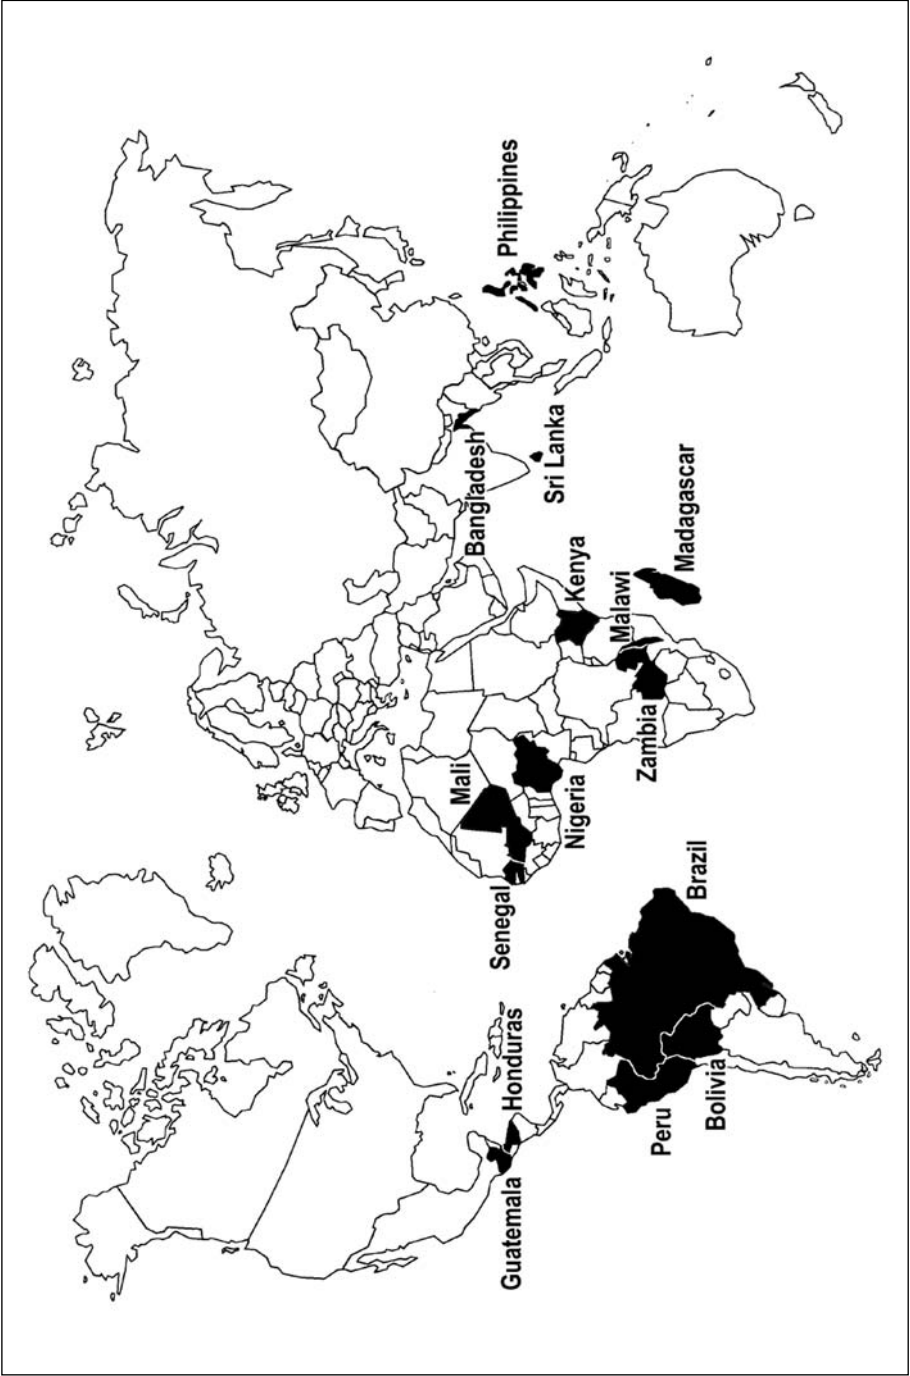 Guatemala
Honduras
Peru
Bolivia
Brazil
Senegal
Mali
Nigeria
Zambia
Malawi
Kenya
Madagascar
Bangladesh
Sri Lanka
Philippines